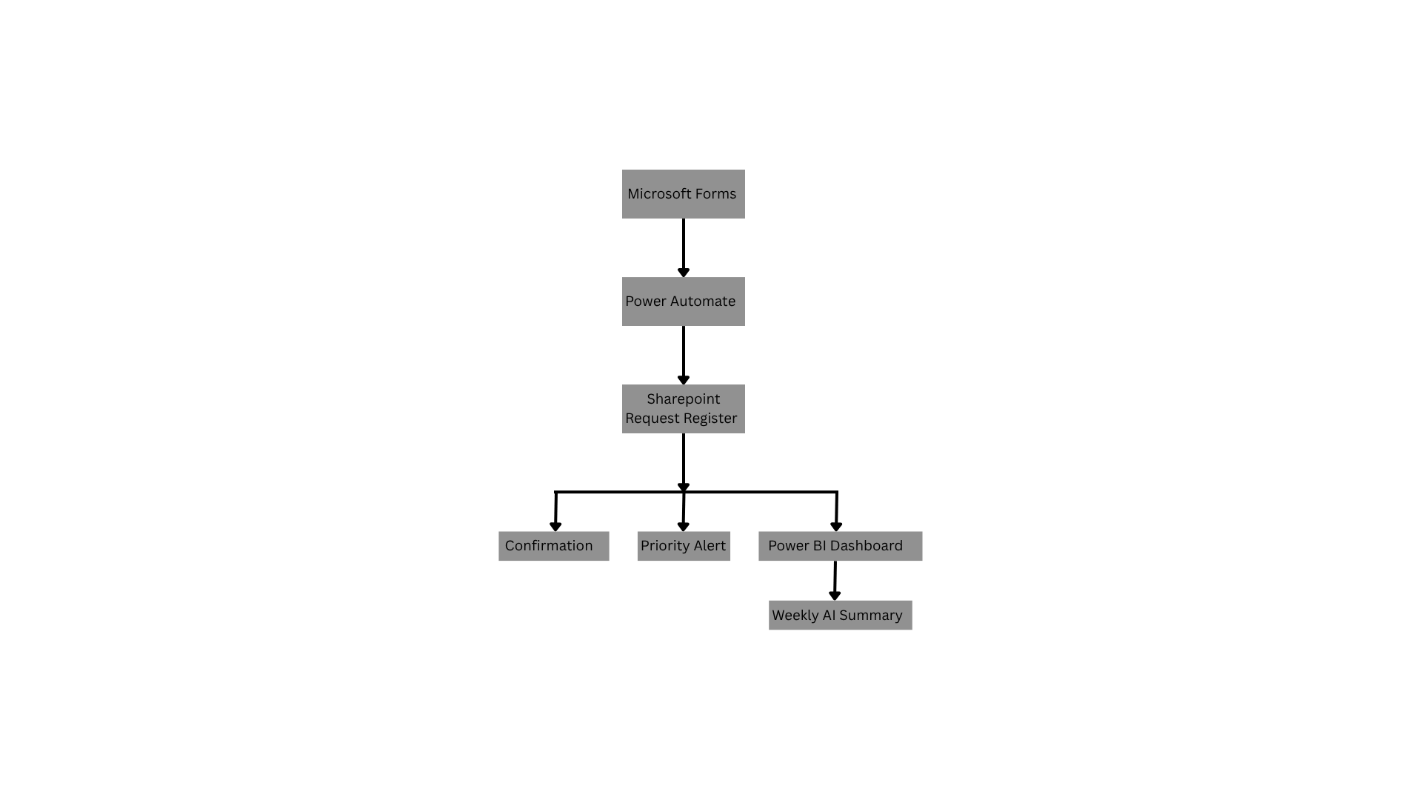 Microsoft Forms
Power Automate
Sharepoint
Request Register
Confirmation
Priority Alert
Power BI Dashboard
Weekly AI Summary